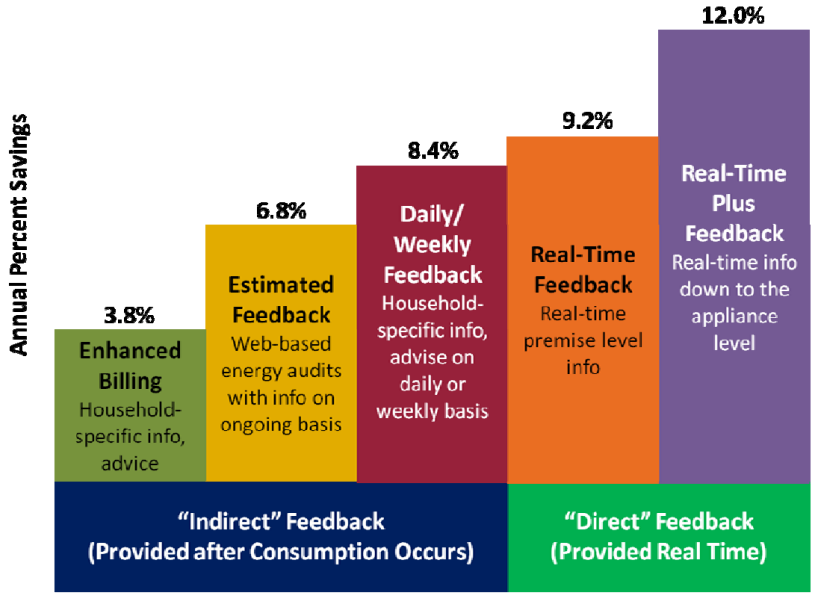 Annual Percent Savings
3.8%
Enhanced
Billing
Household-
specific info,
advice
6.8%
Estimated
Feedback
Web-based
energy audits
with info on
ongoing basis
8.4%
Daily/
Weekly
Feedback
Household-
specific info,
advise on
daily or
weekly basis
9.2%
Real-Time
Feedback
Real-time
premise level
info
12.0%
Real-Time
Plus
Feedback
Real-time info
down to the
appliance
level
“Indirect” Feedback
(Provided after Consumption Occurs)
“Direct” Feedback
(Provided Real Time)